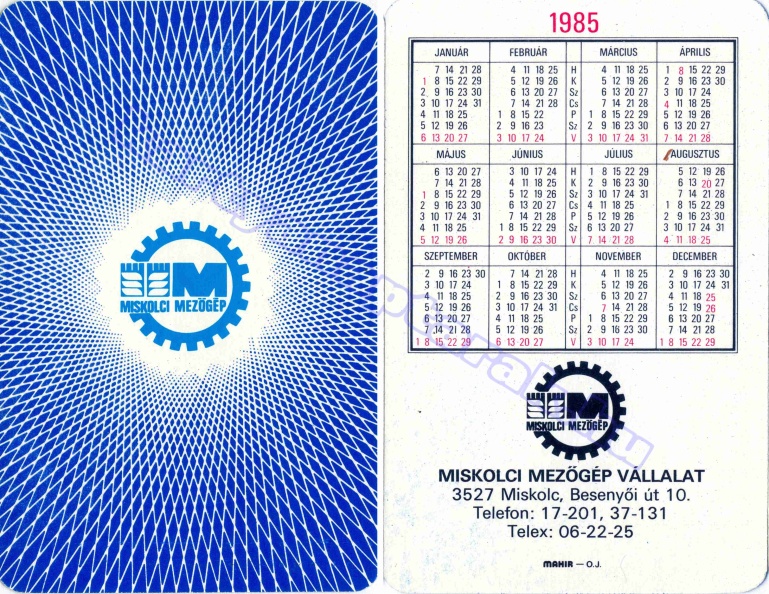 MISKOLCI MEZŐGÉP
1985
JANUÁR FEBRUÁR MÁRCIUS ÁPRILIS
7 14 21 28 4 11 18 25 H 4 11 18 25 1 8 15 22 29
1 8 15 22 29 5 12 19 26 K 5 12 19 26 2 9 16 23 30
2 9 16 23 30 6 13 20 27 Sz 6 13 20 27 3 10 17 24
3 10 17 24 31 7 14 21 28 Cs 7 14 21 28 4 11 18 25
4 11 18 25 1 8 15 22 P 1 8 15 22 29 5 12 19 26
5 12 19 26 2 9 16 23 Sz 2 9 16 23 30 6 13 20 27
6 13 20 27 3 10 17 24 V 3 10 17 24 31 7 14 21 28
MÁJUS JÚNIUS JÚLIUS AUGUSZTUS
6 13 20 27 3 10 17 24 H 1 8 15 22 29 5 12 19 26
7 14 21 28 4 11 18 25 K 2 9 16 23 30 6 13 20 27
1 8 15 22 29 5 12 19 26 Sz 3 10 17 24 31 7 14 21 28
2 9 16 23 30 6 13 20 27 Cs 4 11 18 25 1 8 15 22 29
3 10 17 24 31 7 14 21 28 P 5 12 19 26 2 9 16 23 30
4 11 18 25 1 8 15 22 29 Sz 6 13 20 27 3 10 17 24 31
5 12 19 26 2 9 16 23 30 V 7 14 21 28 4 11 18 25
SZEPTEMBER OKTÓBER NOVEMBER DECEMBER
2 9 16 23 30 7 14 21 28 H 4 11 18 25 2 9 16 23 30
3 10 17 24 1 8 15 22 29 K 5 12 19 26 3 10 17 24 31
4 11 18 25 2 9 16 23 30 Sz 6 13 20 27 4 11 18 25
5 12 19 26 3 10 17 24 31 Cs 7 14 21 28 5 12 19 26
6 13 20 27 4 11 18 25 P 1 8 15 22 29 6 13 20 27
7 14 21 28 5 12 19 26 Sz 2 9 16 23 30 7 14 21 28
1 8 15 22 29 6 13 20 27 V 3 10 17 24 1 8 15 22 29
MISKOLCI MEZŐGÉP
MISKOLCI MEZŐGÉP VÁLLALAT
3527 Miskolc, Besenyői út 10.
Telefon: 17-201, 37-131
Telex: 06-22-25
MAHIR — O.J.